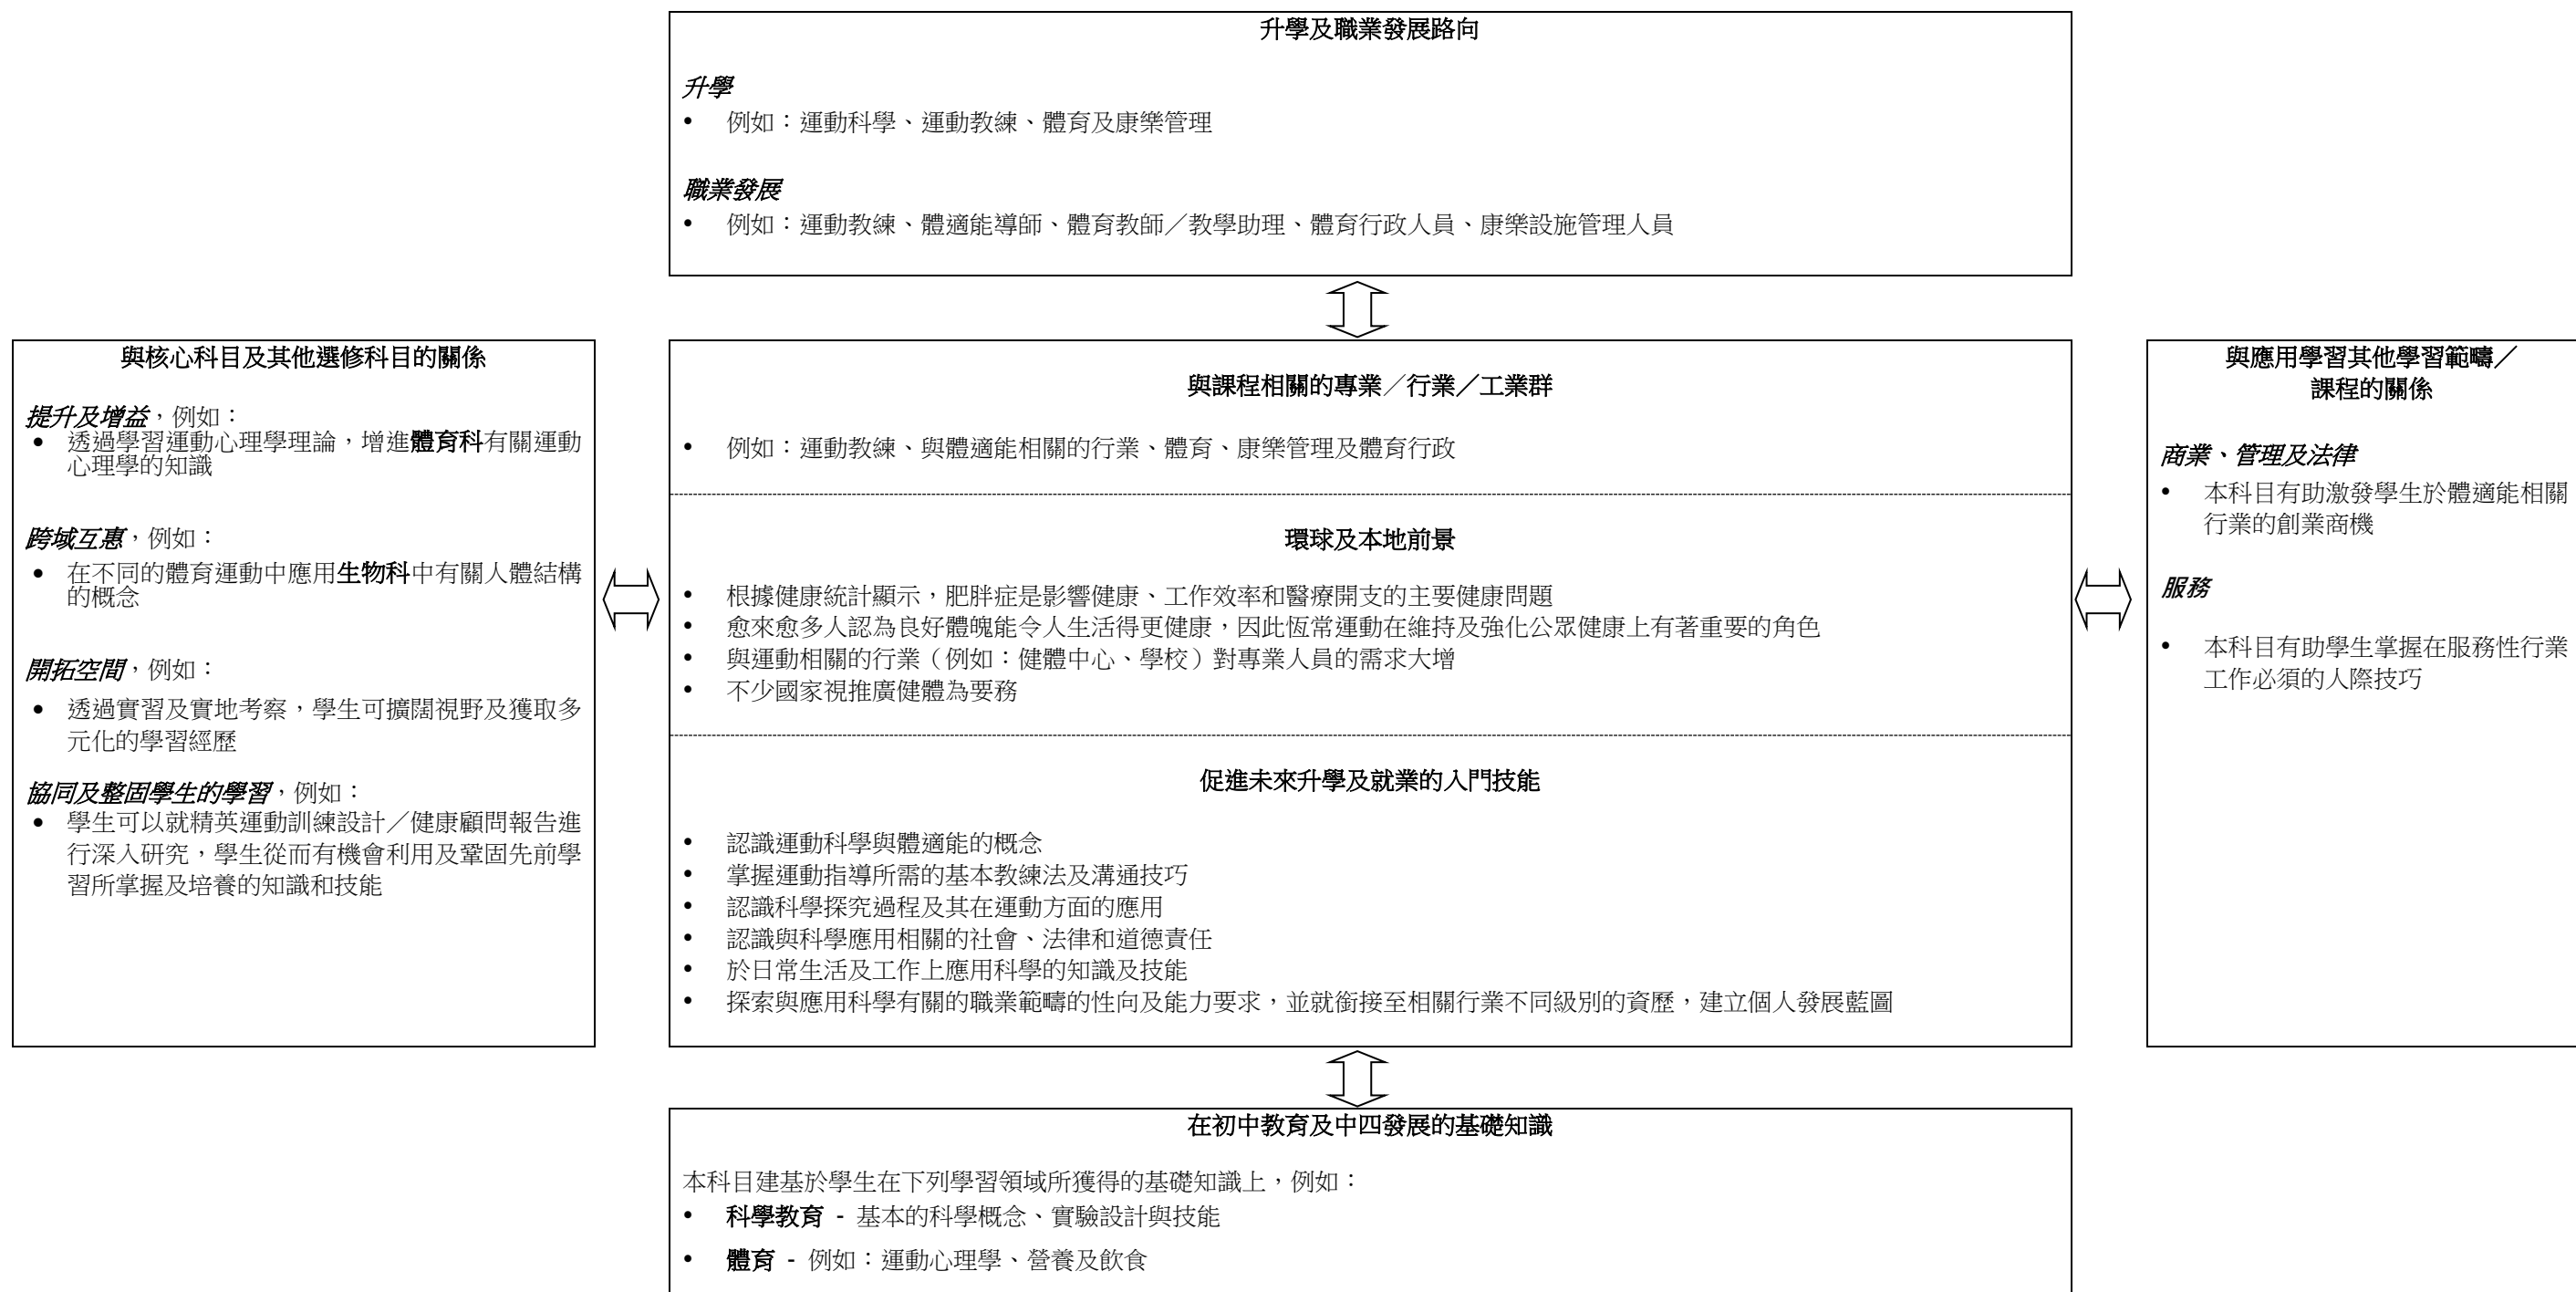 升學及職業發展路向
升學
• 例如：運動科學、運動教練、體育及康樂管理
職業發展
• 例如：運動教練、體適能導師、體育教師／教學助理、體育行政人員、康樂設施管理人員
與核心科目及其他選修科目的關係
提升及增益，例如：
• 透過學習運動心理學理論，增進體育科有關運動
心理學的知識
跨域互惠，例如：
• 在不同的體育運動中應用生物科中有關人體結構
的概念
開拓空間，例如：
• 透過實習及實地考察，學生可擴闊視野及獲取多
元化的學習經歷
協同及整固學生的學習，例如：
• 學生可以就精英運動訓練設計／健康顧問報告進
行深入研究，學生從而有機會利用及鞏固先前學
習所掌握及培養的知識和技能
與課程相關的專業／行業／工業群
• 例如：運動教練、與體適能相關的行業、體育、康樂管理及體育行政
環球及本地前景
• 根據健康統計顯示，肥胖症是影響健康、工作效率和醫療開支的主要健康問題
• 愈來愈多人認為良好體魄能令人生活得更健康，因此恆常運動在維持及強化公眾健康上有著重要的角色
• 與運動相關的行業（例如：健體中心、學校）對專業人員的需求大增
• 不少國家視推廣健體為要務
促進未來升學及就業的入門技能
• 認識運動科學與體適能的概念
• 掌握運動指導所需的基本教練法及溝通技巧
• 認識科學探究過程及其在運動方面的應用
• 認識與科學應用相關的社會、法律和道德責任
• 於日常生活及工作上應用科學的知識及技能
• 探索與應用科學有關的職業範疇的性向及能力要求，並就銜接至相關行業不同級別的資歷，建立個人發展藍圖
與應用學習其他學習範疇／
課程的關係
商業、管理及法律
• 本科目有助激發學生於體適能相關
行業的創業商機
服務
• 本科目有助學生掌握在服務性行業
工作必須的人際技巧
在初中教育及中四發展的基礎知識
本科目建基於學生在下列學習領域所獲得的基礎知識上，例如：
• 科學教育 - 基本的科學概念、實驗設計與技能
• 體育 - 例如：運動心理學、營養及飲食